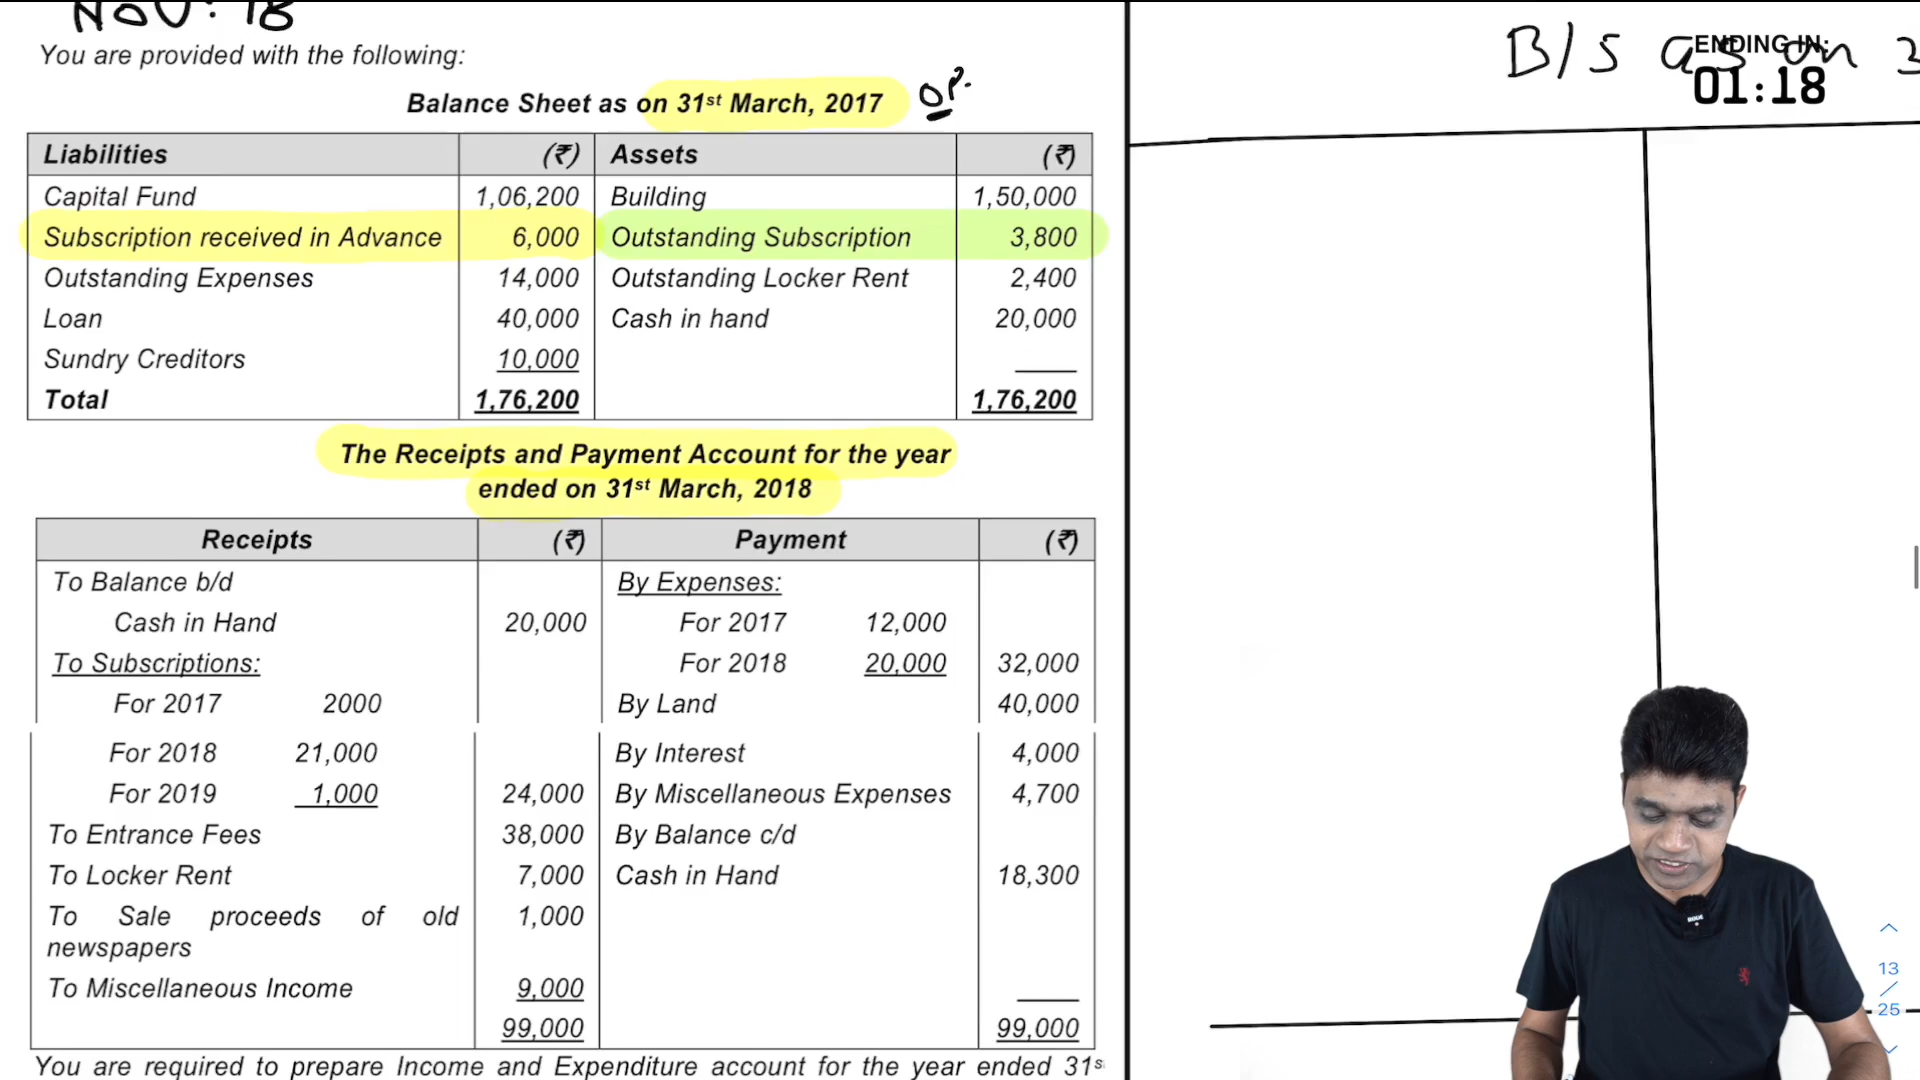 NOV: 18
You are provided with the following:
Balance Sheet as on 31st March, 2017 OP.
Liabilities (₹) Assets (₹)
Capital Fund 1,06,200 Building 1,50,000
Subscription received in Advance 6,000 Outstanding Subscription 3,800
Outstanding Expenses 14,000 Outstanding Locker Rent 2,400
Loan 40,000 Cash in hand 20,000
Sundry Creditors 10,000
Total 1,76,200 1,76,200
The Receipts and Payment Account for the year
ended on 31st March, 2018
Receipts (₹) Payment (₹)
To Balance b/d By Expenses:
Cash in Hand 20,000 For 2017 12,000
To Subscriptions: For 2018 20,000 32,000
For 2017 2000 By Land 40,000
For 2018 21,000 By Interest 4,000
For 2019 1,000 24,000 By Miscellaneous Expenses 4,700
To Entrance Fees 38,000 By Balance c/d
To Locker Rent 7,000 Cash in Hand 18,300
To Sale proceeds of old 1,000
newspapers
To Miscellaneous Income 9,000
99,000 99,000
You are required to prepare Income and Expenditure account for the year ended 31s
B/S as on 3
ENDING IN:
01:18
RODE
13
/
25